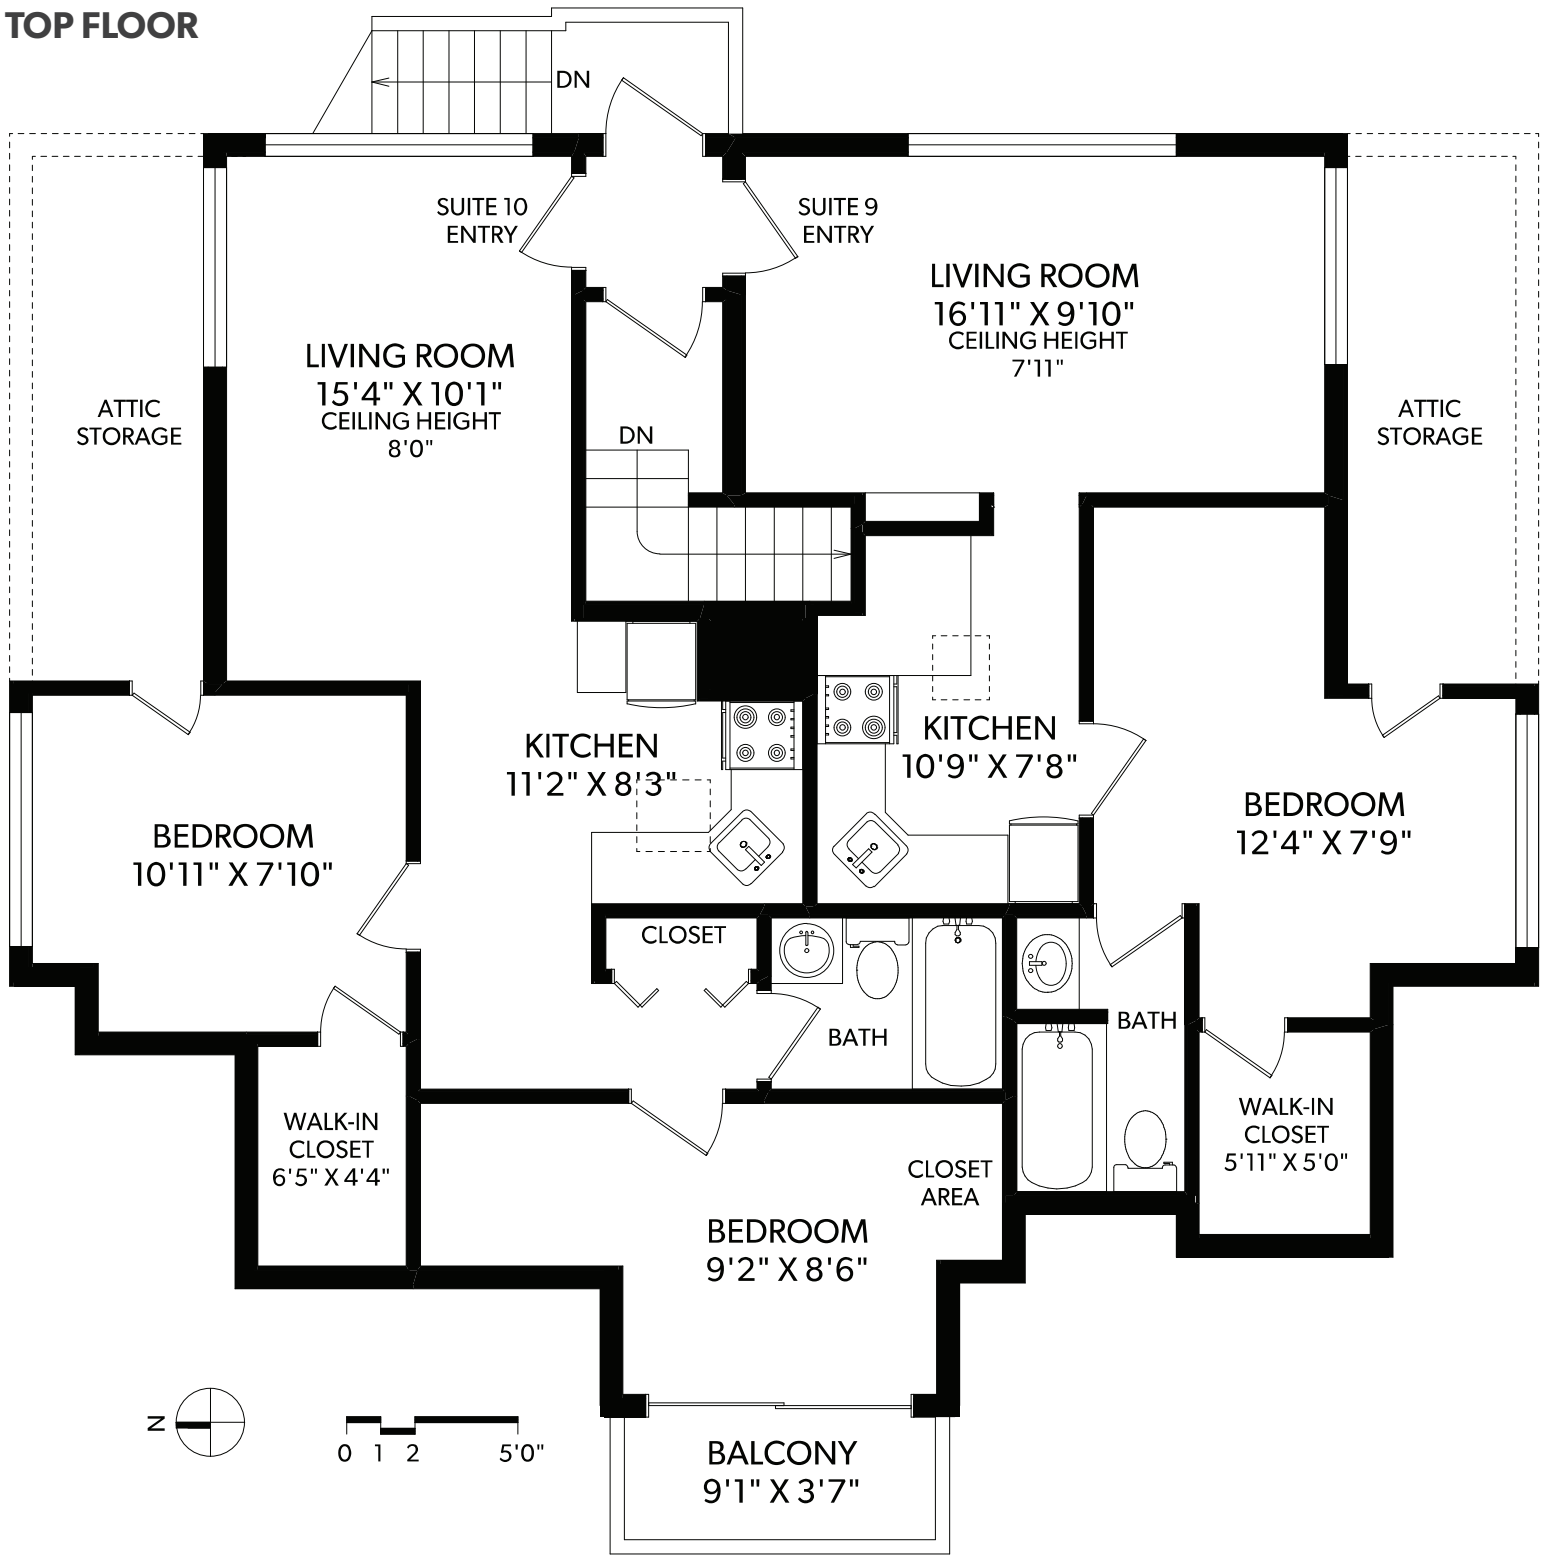 TOP FLOOR
DN
SUITE 10
ENTRY
SUITE 9
ENTRY
LIVING ROOM
16'11" X 9'10"
CEILING HEIGHT
7'11"
LIVING ROOM
15'4" X 10'1"
CEILING HEIGHT
8'0"
ATTIC
STORAGE
DN
ATTIC
STORAGE
KITCHEN
11'2" X 8'3"
KITCHEN
10'9" X 7'8"
BEDROOM
10'11" X 7'10"
BEDROOM
12'4" X 7'9"
CLOSET
BATH
BATH
WALK-IN
CLOSET
6'5" X 4'4"
CLOSET
AREA
WALK-IN
CLOSET
5'11" X 5'0"
BEDROOM
9'2" X 8'6"
N
0 1 2 5'0"
BALCONY
9'1" X 3'7"